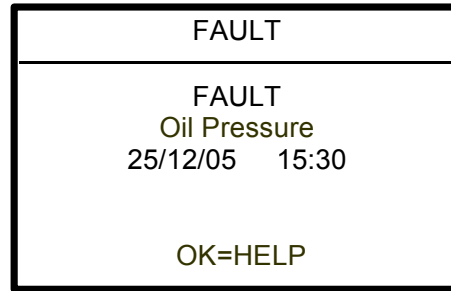 FAULT
FAULT
Oil Pressure
25/12/05 15:30
OK=HELP